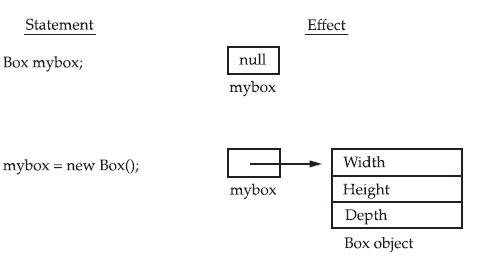 Statement Effect
Box mybox; null
mybox
mybox = new Box(); Width
mybox Height
Depth
Box object